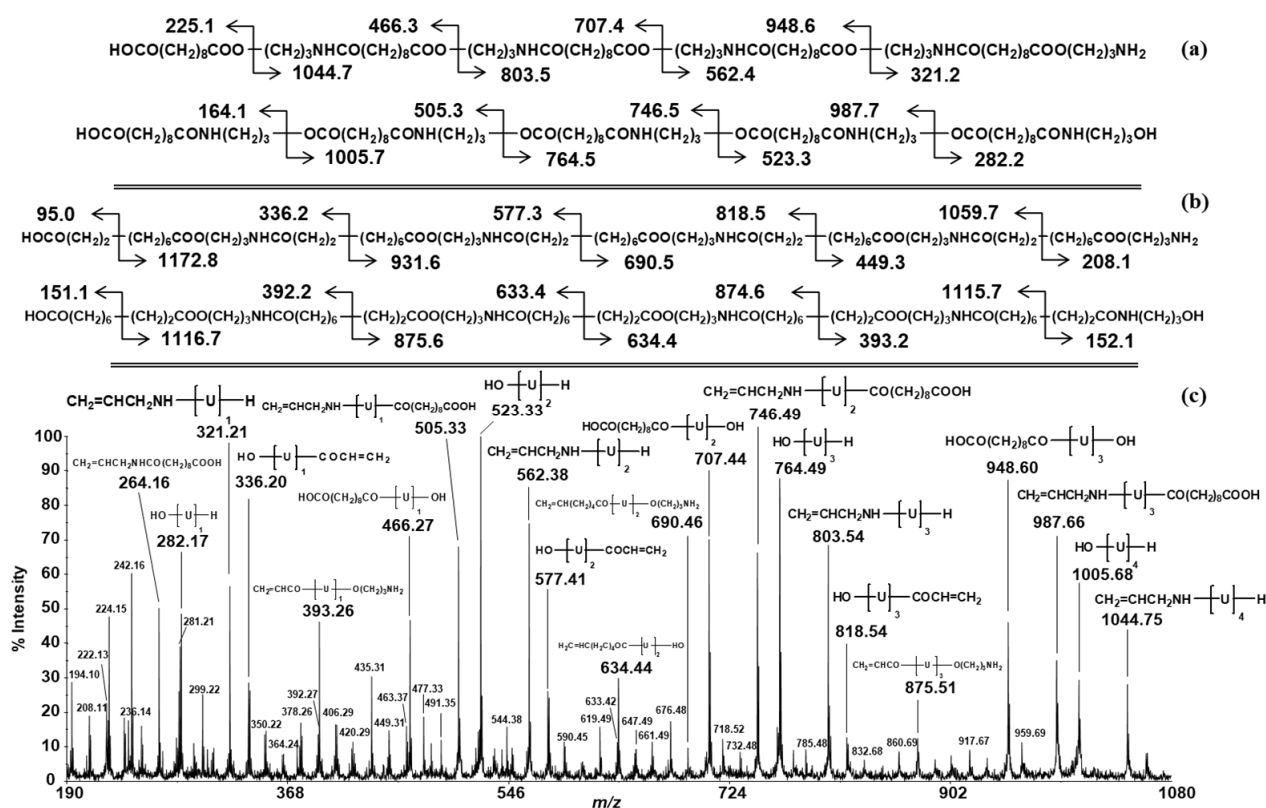 225.1 466.3 707.4 948.6
(a)
HOCO(CH2)8COO (CH2)3NHCO(CH2)8COO (CH2)3NHCO(CH2)8COO (CH2)3NHCO(CH2)8COO (CH2)3NHCO(CH2)8COO(CH2)3NH2
1044.7 803.5 562.4 321.2
164.1 505.3 746.5 987.7
HOCO(CH2)8CONH(CH2)3 OCO(CH2)8CONH(CH2)3 OCO(CH2)8CONH(CH2)3 OCO(CH2)8CONH(CH2)3 OCO(CH2)8CONH(CH2)3OH
1005.7 764.5 523.3 282.2
(b)
95.0 336.2 577.3 818.5 1059.7
HOCO(CH2)2 (CH2)6COO(CH2)3NHCO(CH2)2 (CH2)6COO(CH2)3NHCO(CH2)2 (CH2)6COO(CH2)3NHCO(CH2)2 (CH2)6COO(CH2)3NHCO(CH2)2 (CH2)6COO(CH2)3NH2
1172.8 931.6 690.5 449.3 208.1
151.1 392.2 633.4 874.6 1115.7
HOCO(CH2)6 (CH2)2COO(CH2)3NHCO(CH2)6 (CH2)2COO(CH2)3NHCO(CH2)6 (CH2)2COO(CH2)3NHCO(CH2)6 (CH2)2COO(CH2)3NHCO(CH2)6 (CH2)2CONH(CH2)3OH
1116.7 875.6 634.4 393.2 152.1
(c)
CH2=CHCH2NH [U]1 H
321.21
CH2=CHCH2NH [U]1 CO(CH2)8COOH
505.33
HO [U]2 H
523.33
CH2=CHCH2NH [U]2 CO(CH2)8COOH
746.49
HOOC(CH2)8CO [U]2 OH
707.44
HO [U]3 H
764.49
HOCO(CH2)8CO [U]3 OH
948.60
CH2=CHCH2NHCO(CH2)8COOH
264.16
HO [U]1 COCH=CH2
336.20
CH2=CHCH2NH [U]2 H
562.38
HOCO(CH2)8CO [U]1 OH
466.27
HO [U]1 H
282.17
CH2=CH(CH2)4CO [U]2 O(CH2)3NH2
690.46
CH2=CHCH2NH [U]3 H
803.54
CH2=CHCH2NH [U]3 CO(CH2)8COOH
987.66
HO [U]4 H
1005.68
HO [U]2 COCH=CH2
577.41
CH2=CHCO [U]1 O(CH2)3NH2
393.26
HO [U]3 COCH=CH2
818.54
CH2=CHCH2NH [U]4 H
1044.75
H2C=HC(H2C)4OC [U]2 HO
634.44
CH2=CHCO [U]3 O(CH2)3NH2
875.51
% Intensity
100
90
80
70
60
50
40
30
20
10
0
194.10 208.11 222.13 224.15 236.14 242.16 281.21 299.22 350.22 364.24 378.26 392.27 406.29 420.29 435.31 449.31 463.37 477.33 491.35 544.38 590.45 619.49 633.42 647.49 661.49 676.48 718.52 732.48 785.48 832.68 860.69 917.67 959.69
190 368 546 724 902 1080
m/z